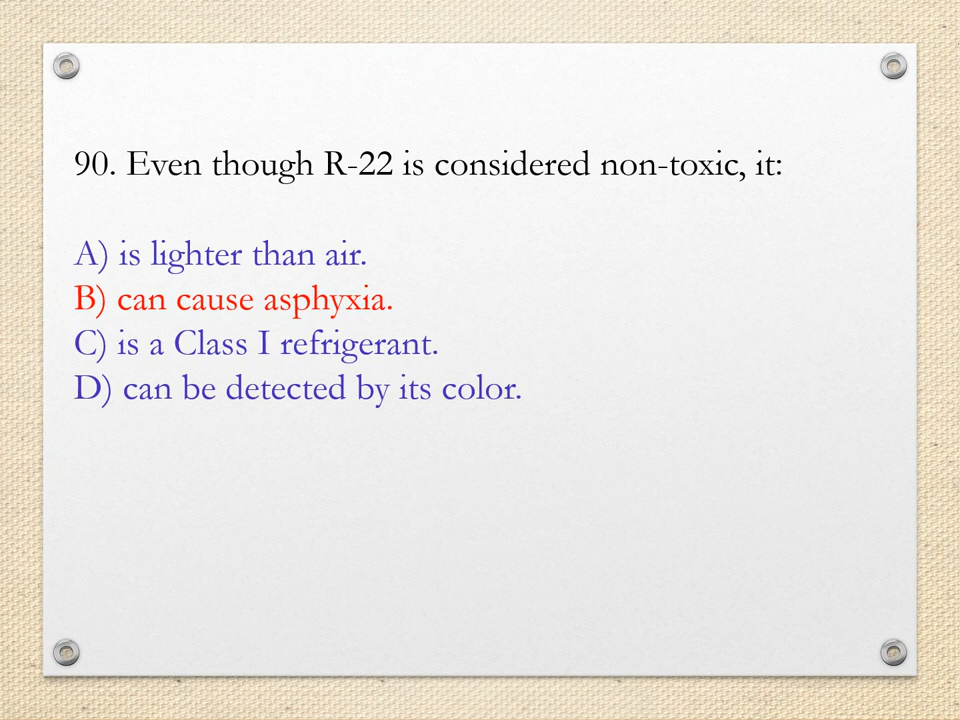 90. Even though R-22 is considered non-toxic, it:
A) is lighter than air.
B) can cause asphyxia.
C) is a Class I refrigerant.
D) can be detected by its color.